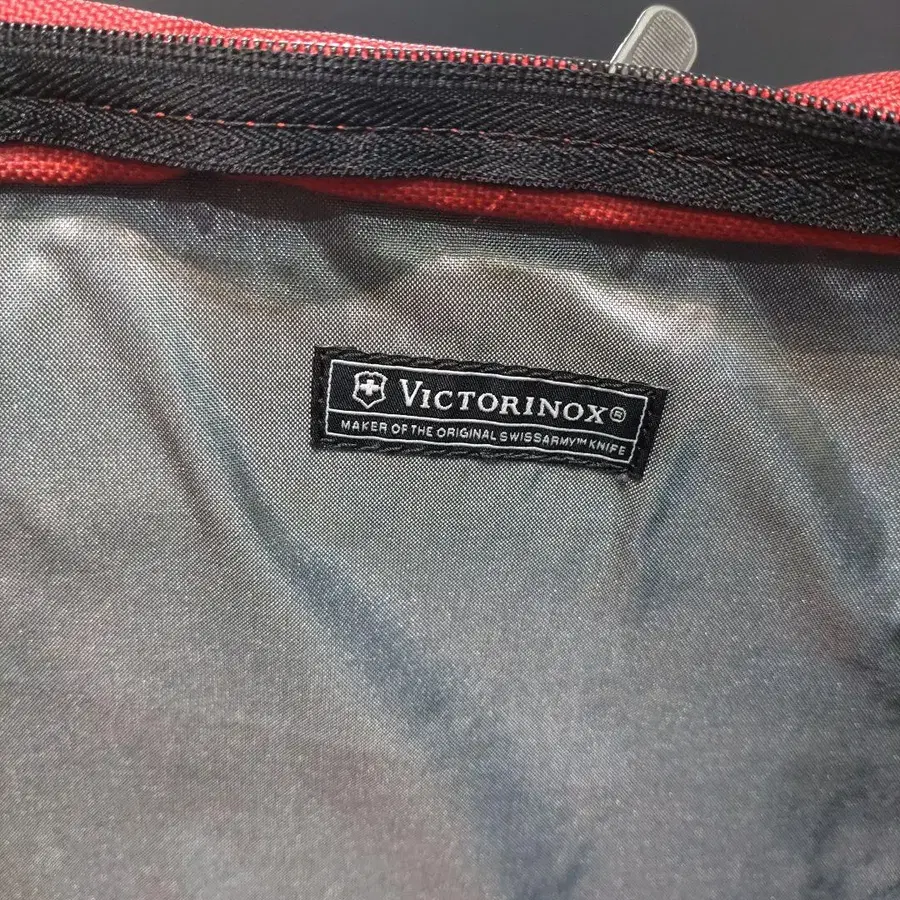 VICTORINOX®
MAKER OF THE ORIGINAL SWISSARMY™ KNIFE